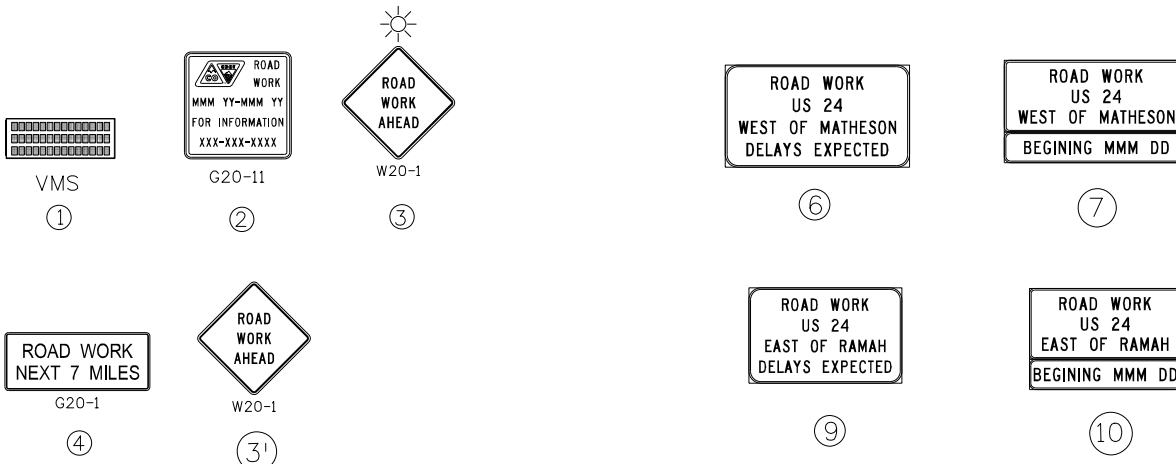 VMS
1
ROAD
WORK
MMM YY-MMM YY
FOR INFORMATION
XXX-XXX-XXXX
G20-11
2
ROAD
WORK
AHEAD
W20-1
3
ROAD WORK
US 24
WEST OF MATHESON
DELAYS EXPECTED
6
ROAD WORK
US 24
WEST OF MATHESON
BEGINING MMM DD
7
ROAD WORK
NEXT 7 MILES
G20-1
4
ROAD
WORK
AHEAD
W20-1
3'
ROAD WORK
US 24
EAST OF RAMAH
DELAYS EXPECTED
9
ROAD WORK
US 24
EAST OF RAMAH
BEGINING MMM DD
10